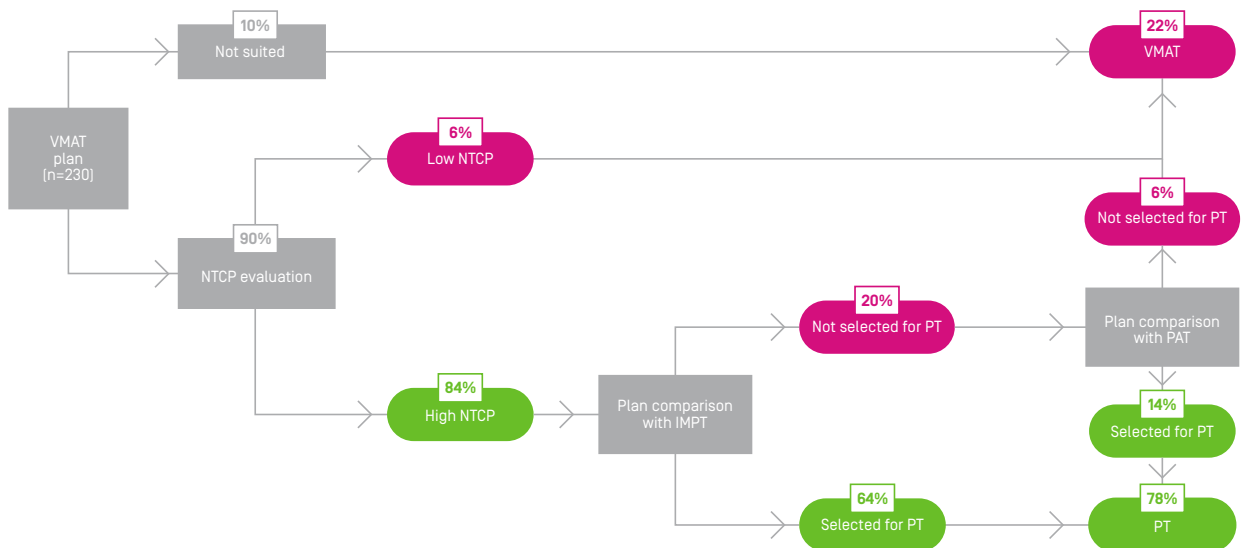 10%
Not suited
22%
VMAT
VMAT
plan
(n=230)
6%
Low NTCP
6%
Not selected for PT
90%
NTCP evaluation
20%
Not selected for PT
Plan comparison
with PAT
84%
High NTCP
Plan comparison
with IMPT
14%
Selected for PT
64%
Selected for PT
78%
PT